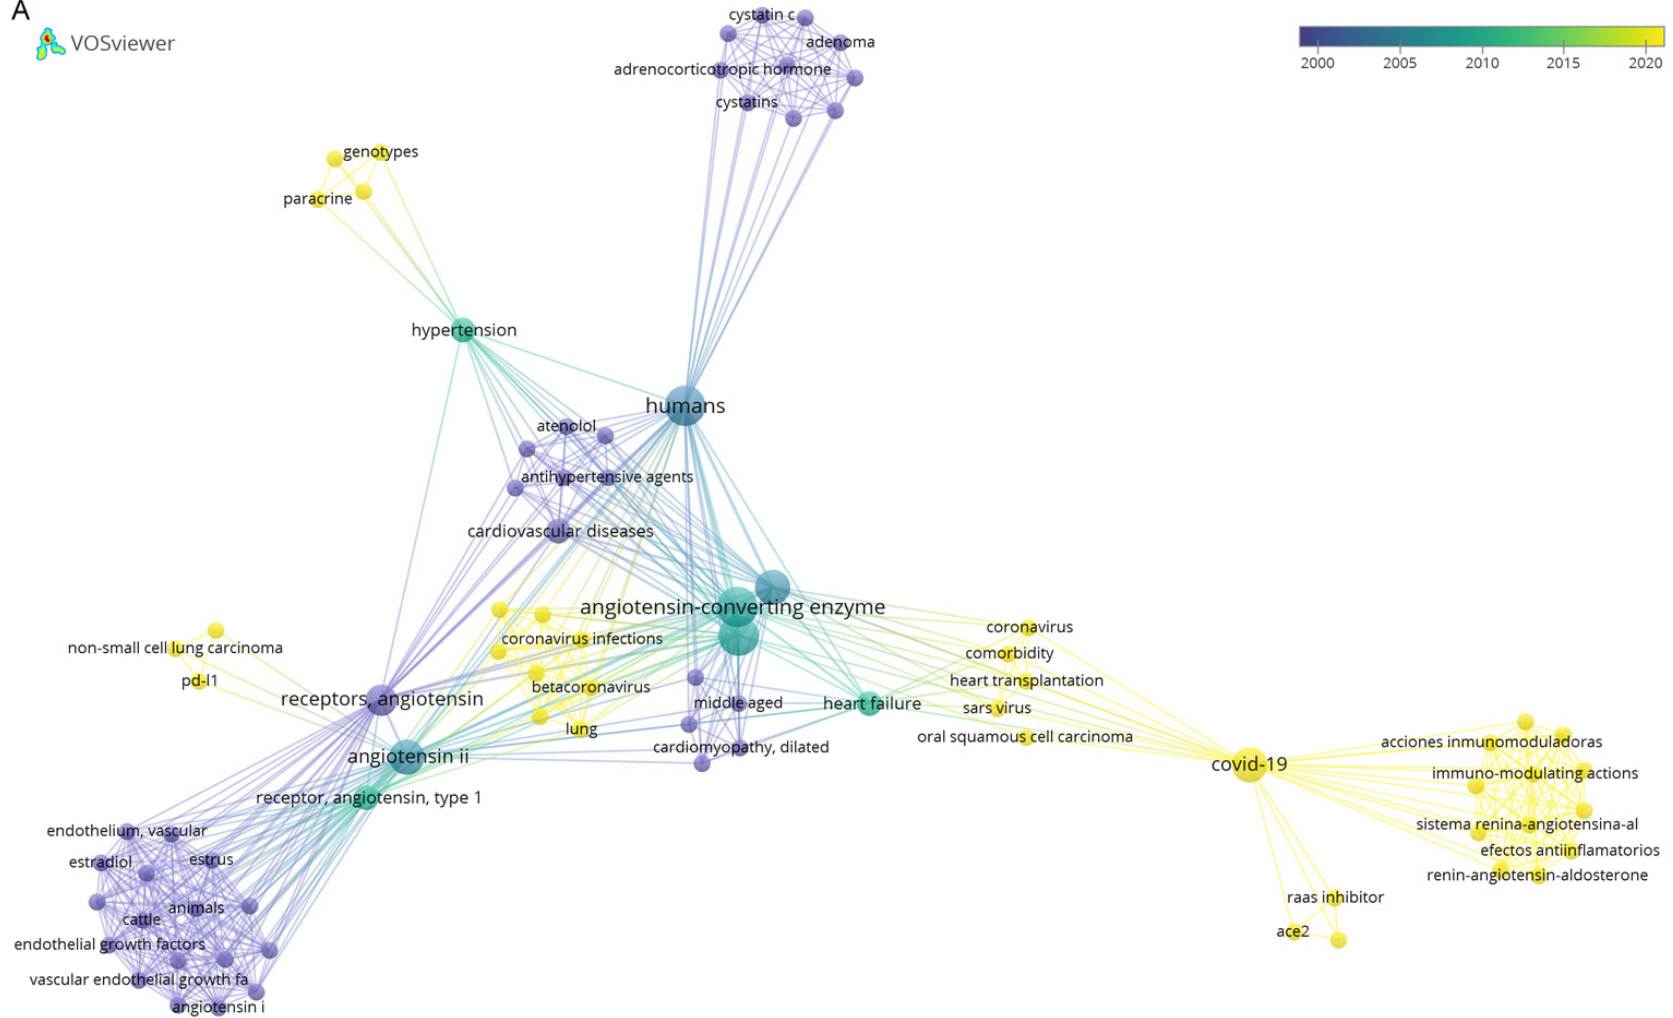 A
VOSviewer
2000 2005 2010 2015 2020
cystatin c
adenoma
adrenocorticotropic hormone
cystatins
genotypes
paracrine
hypertension
humans
atenolol
antihypertensive agents
cardiovascular diseases
angiotensin-converting enzyme
coronavirus
coronavirus infections
non-small cell lung carcinoma
comorbidity
pd-l1
heart transplantation
betacoronavirus
receptors, angiotensin
middle aged
heart failure
sars virus
lung
oral squamous cell carcinoma
acciones inmunomoduladoras
cardiomyopathy, dilated
angiotensin ii
covid-19
immuno-modulating actions
receptor, angiotensin, type 1
sistema renina-angiotensina-al
endothelium, vascular
efectos antiinflamatorios
estradiol
estrus
renin-angiotensin-aldosterone
raas inhibitor
animals
cattle
ace2
endothelial growth factors
vascular endothelial growth fa
angiotensin i